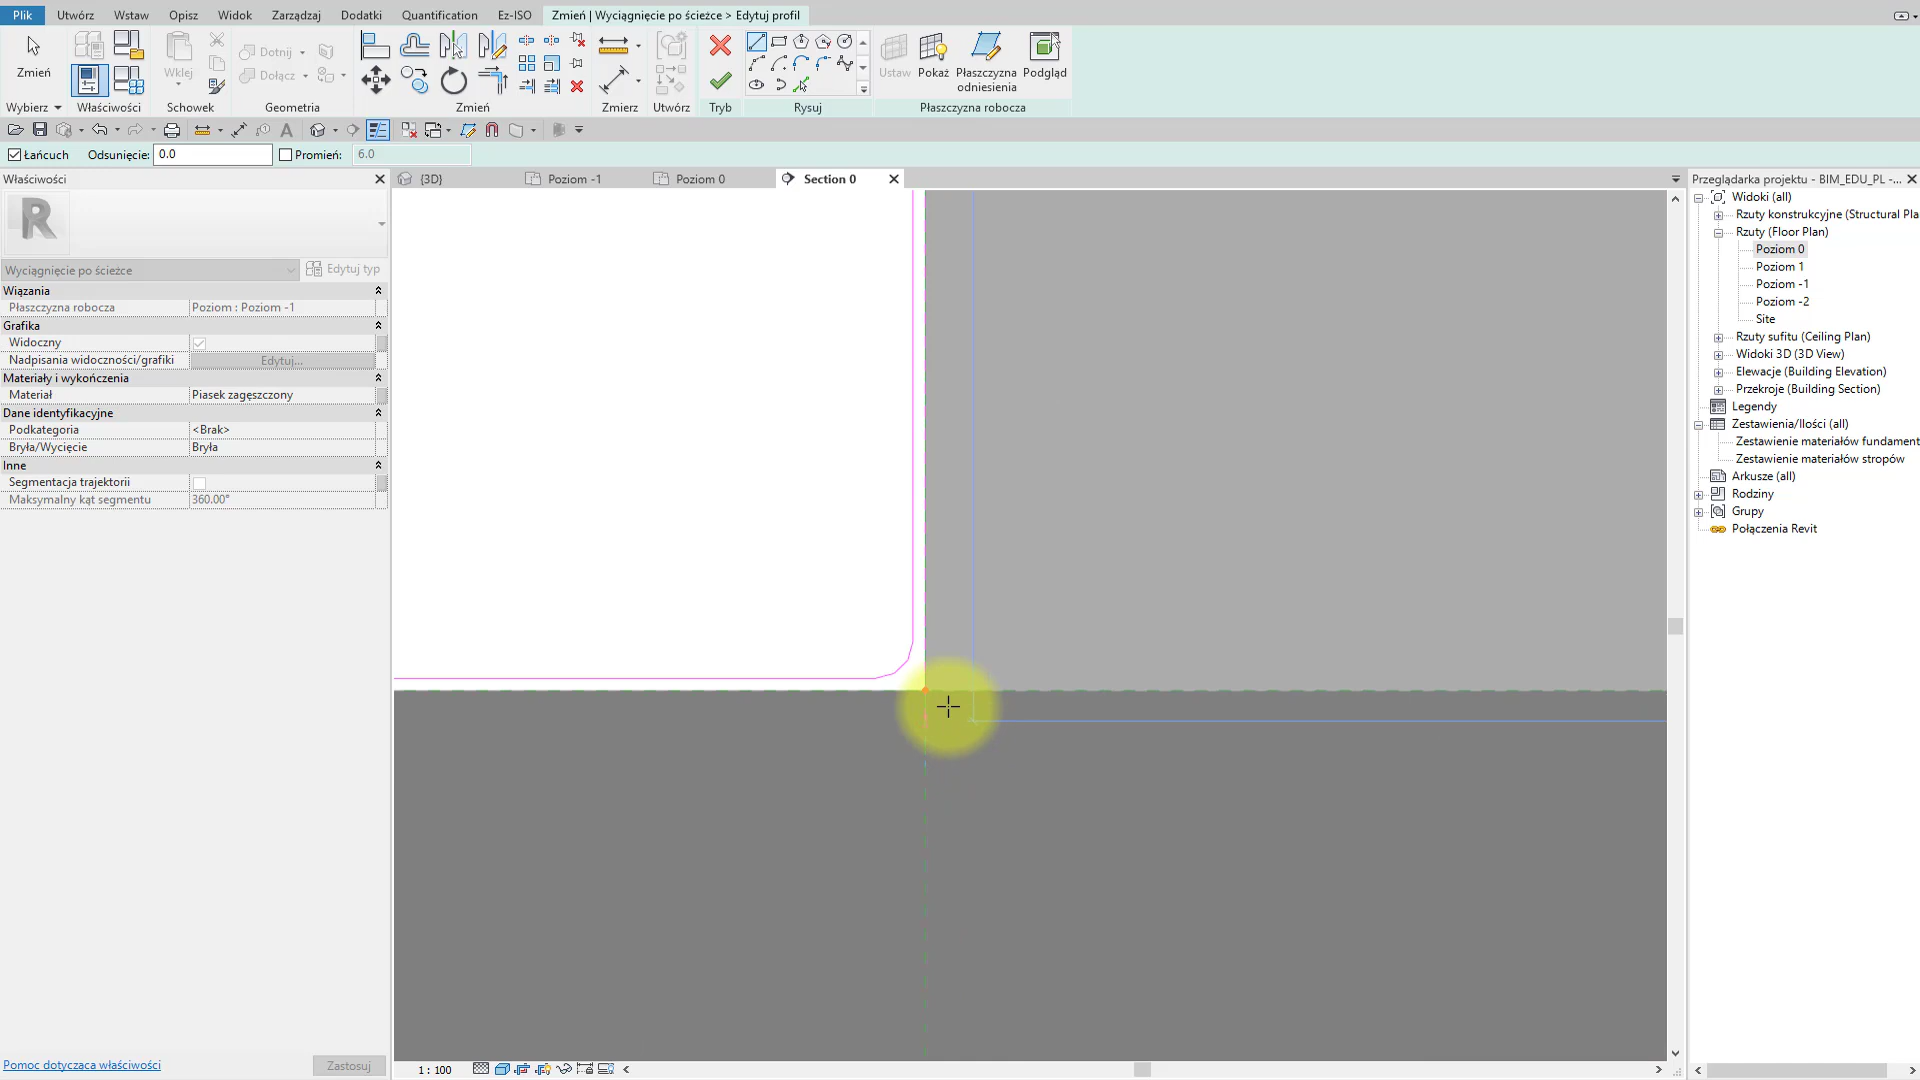 Plik Utwórz Wstaw Opisz Widok Zarządzaj Dodatki Quantification Ez-ISO Zmień | Wyciągnięcie po ścieżce > Edytuj profil
Zmień Wklej Dotnij Dołącz Ustaw Pokaż Płaszczyzna odniesienia Podgląd
Wybierz Właściwości Schowek Geometria Zmień Zmierz Utwórz Tryb Rysuj Płaszczyzna robocza
Łańcuch Odsunięcie: 0.0 Promień: 6.0
Właściwości
{3D} Poziom -1 Poziom 0 Section 0
Przeglądarka projektu - BIM_EDU_PL -...
R
Wyciągnięcie po ścieżce Edytuj typ
Wiązania
Płaszczyzna robocza Poziom : Poziom -1
Grafika
Widoczny
Nadpisania widoczności/grafiki Edytuj...
Materiały i wykończenia
Materiał Piasek zagęszczony
Dane identyfikacyjne
Podkategoria <Brak>
Bryła/Wycięcie Bryła
Inne
Segmentacja trajektorii
Maksymalny kąt segmentu 360.00°
Widoki (all)
Rzuty konstrukcyjne (Structural Pla
Rzuty (Floor Plan)
Poziom 0
Poziom 1
Poziom -1
Poziom -2
Site
Rzuty sufitu (Ceiling Plan)
Widoki 3D (3D View)
Elewacje (Building Elevation)
Przekroje (Building Section)
Legendy
Zestawienia/Ilości (all)
Zestawienie materiałów fundament
Zestawienie materiałów stropów
Arkusze (all)
Rodziny
Grupy
Połączenia Revit
Pomoc dotycząca właściwości Zastosuj
1 : 100